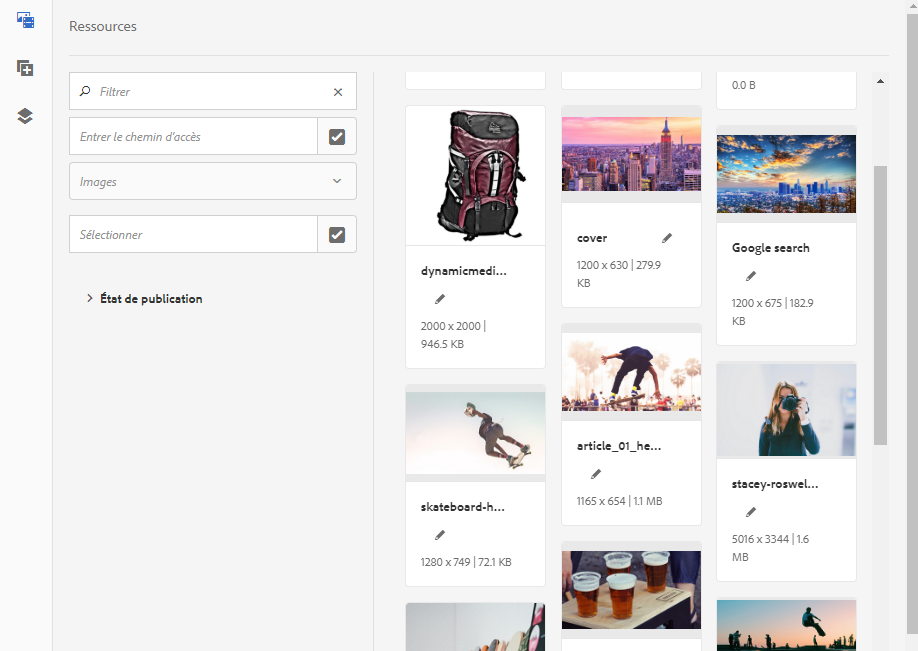 Ressources
Filtrer
Entrer le chemin d'accès
Images
Sélectionner
État de publication
dynamicmedi...
2000 x 2000 |
946.5 KB
skateboard-h...
1280 x 749 | 72.1 KB
cover
1200 x 630 | 279.9
KB
article_01_he...
1165 x 654 | 1.1 MB
0.0 B
Google search
1200 x 675 | 182.9
KB
stacey-roswel...
5016 x 3344 | 1.6
MB